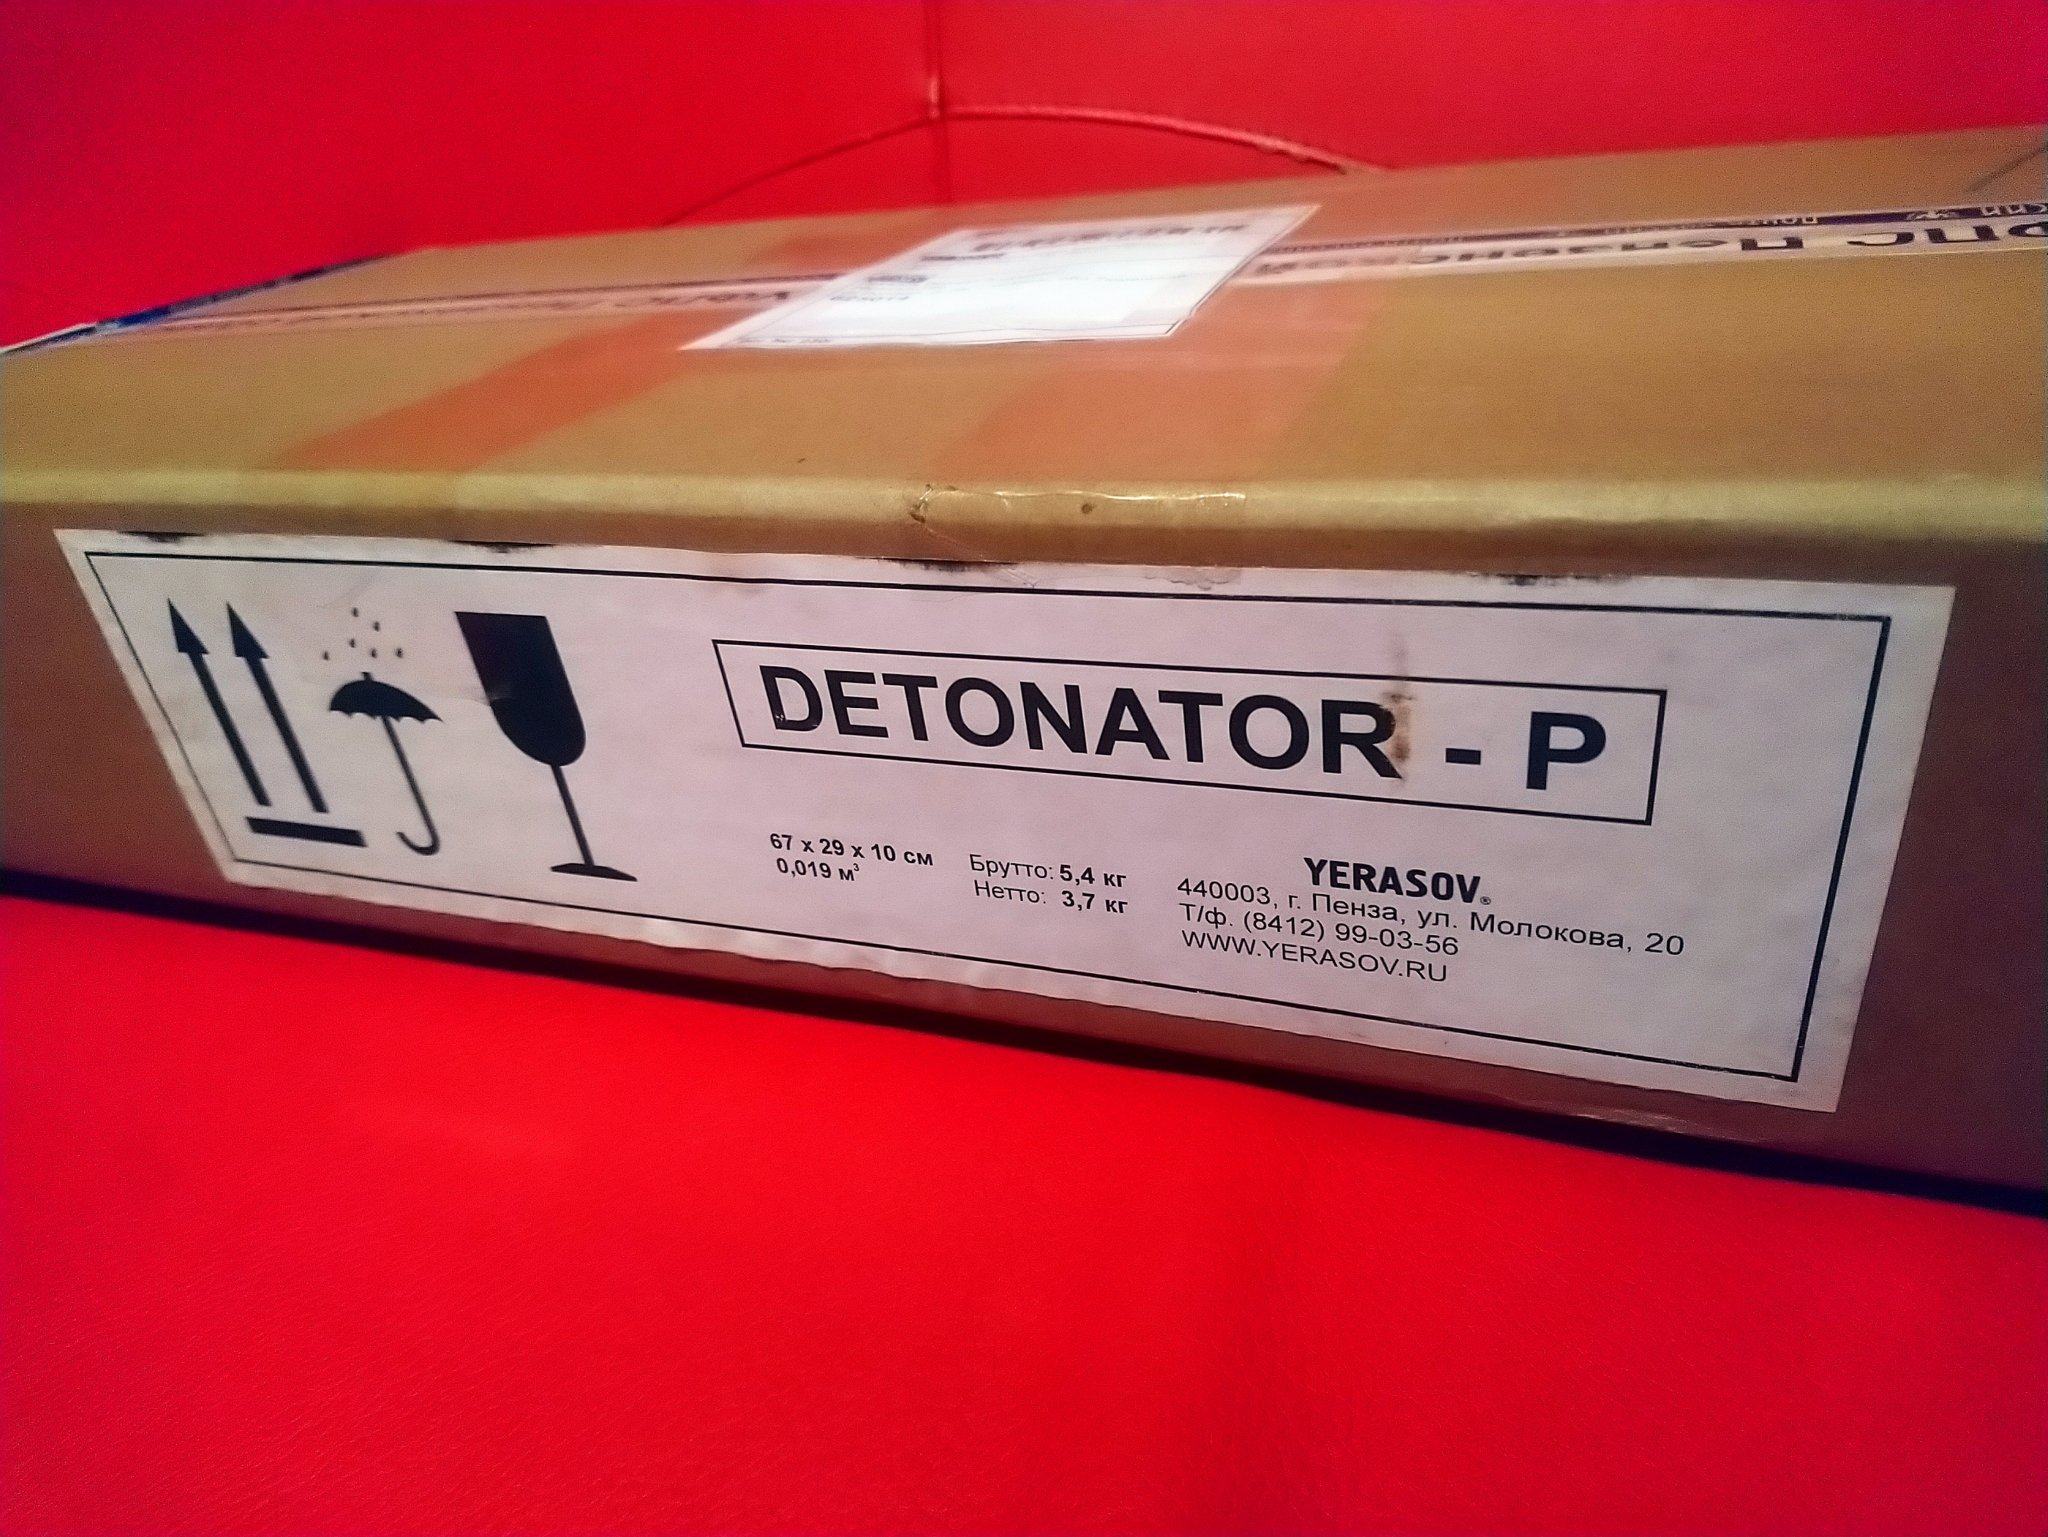 DETONATOR - P
67 x 29 x 10 см
0,019 м³
Брутто: 5,4 кг
Нетто: 3,7 кг
YERASOV®
440003, г. Пенза, ул. Молокова, 20
Т/ф. (8412) 99-03-56
WWW.YERASOV.RU